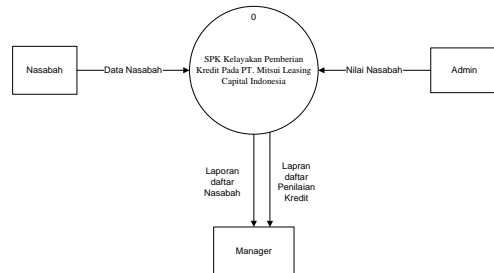 0
SPK Kelayakan Pemberian
Kredit Pada PT. Mitsui Leasing
Capital Indonesia
Nasabah
Data Nasabah
Nilai Nasabah
Admin
Laporan
daftar
Nasabah
Lapran
daftar
Penilaian
Kredit
Manager